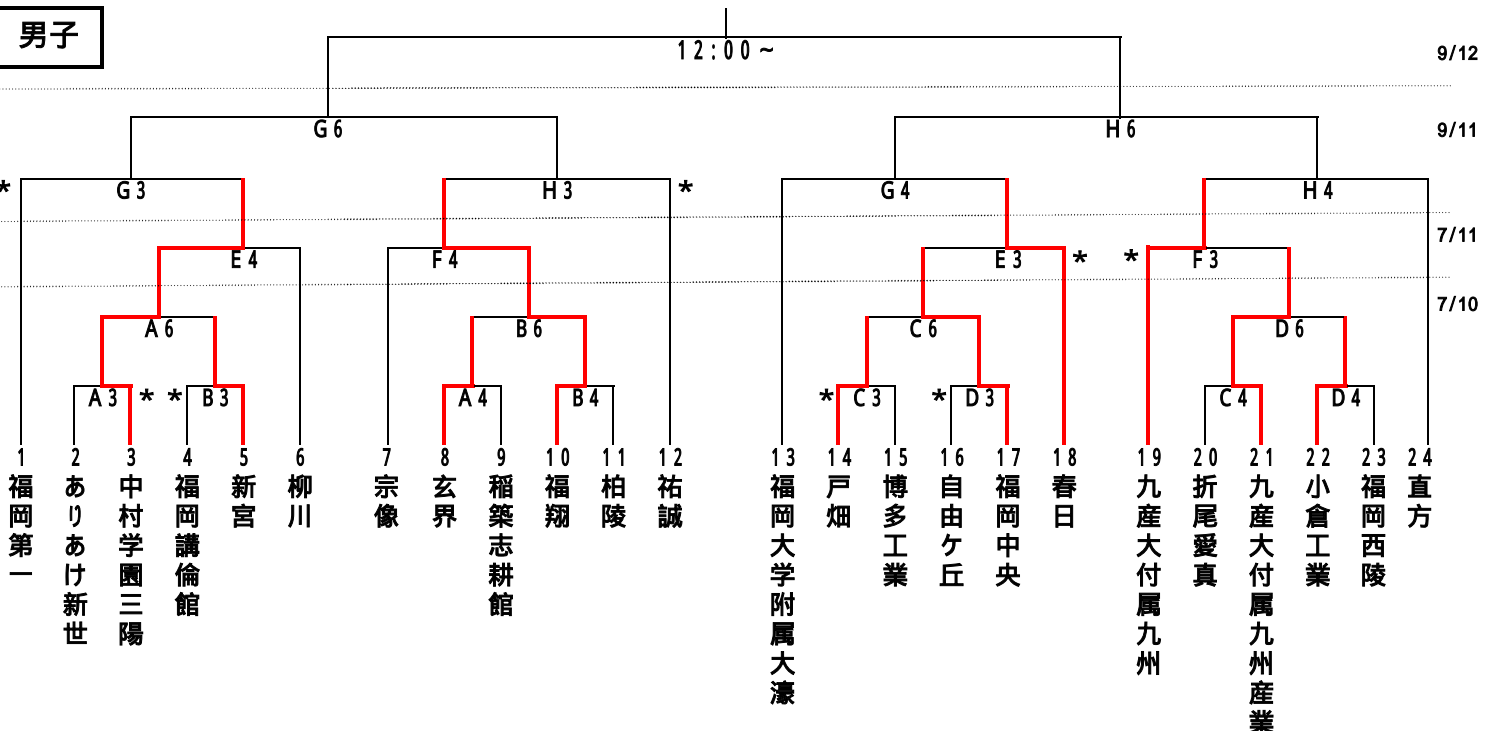 男子
12:00~
9/12
G6
H6
9/11
*
G3
H3
*
G4
H4
7/11
E4
F4
E3
*
*
F3
7/10
A6
B6
C6
D6
A3
*
*
B3
A4
B4
*
C3
*
D3
C4
D4
1
2
3
4
5
6
7
8
9
10
11
12
13
14
15
16
17
18
19
20
21
22
23
24
福岡第一
ありあけ新世
中村学園三陽
福岡講倫館
新宮
柳川
宗像
玄界
稲築志耕館
福翔
柏陵
祐誠
福岡大学附属大濠
戸畑
博多工業
自由ケ丘
福岡中央
春日
九産大付属九州
折尾愛真
九産大付属九州産業
小倉工業
福岡西陵
直方